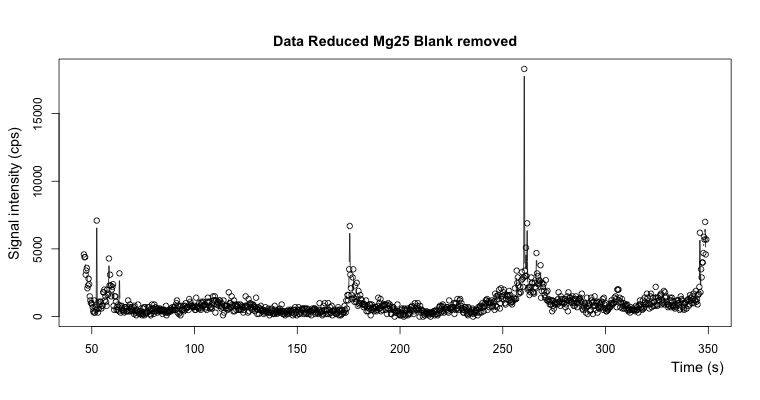 Data Reduced Mg25 Blank removed
Signal intensity (cps)
15000
10000
5000
0
50 100 150 200 250 300 350
Time (s)